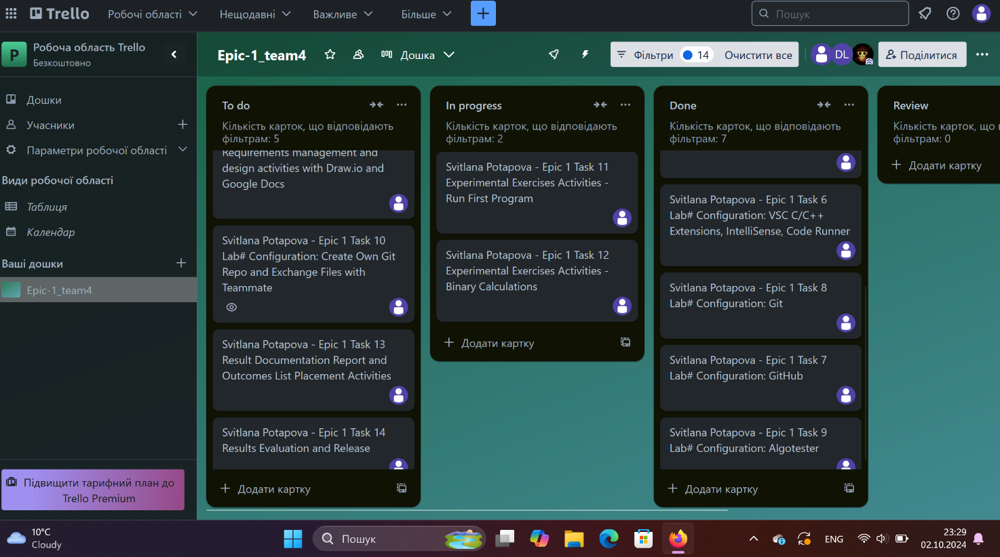 Trello
Робочі області
Нещодавні
Важливе
Більше
Пошук
P
Робоча область Trello
Безкоштовно
Дошки
Учасники
Параметри робочої області
Види робочої області
Таблиця
Календар
Ваші дошки
Epic-1_team4
Підвищити тарифний план до
Trello Premium
Epic-1_team4
Дошка
Фільтри
14
Очистити все
DL
Поділитися
To do
Кількість карток, що відповідають
фільтрам: 5
Requirements management and
design activities with Draw.io and
Google Docs
Svitlana Potapova - Epic 1 Task 10
Lab# Configuration: Create Own Git
Repo and Exchange Files with
Teammate
Svitlana Potapova - Epic 1 Task 13
Result Documentation Report and
Outcomes List Placement Activities
Svitlana Potapova - Epic 1 Task 14
Results Evaluation and Release
Додати картку
In progress
Кількість карток, що відповідають
фільтрам: 2
Svitlana Potapova - Epic 1 Task 11
Experimental Exercises Activities -
Run First Program
Svitlana Potapova - Epic 1 Task 12
Experimental Exercises Activities -
Binary Calculations
Додати картку
Done
Кількість карток, що відповідають
фільтрам: 7
Svitlana Potapova - Epic 1 Task 6
Lab# Configuration: VSC C/C++
Extensions, IntelliSense, Code Runner
Svitlana Potapova - Epic 1 Task 8
Lab# Configuration: Git
Svitlana Potapova - Epic 1 Task 7
Lab# Configuration: GitHub
Svitlana Potapova - Epic 1 Task 9
Lab# Configuration: Algotester
Додати картку
Review
Кількість карток, що
фільтрам: 0
Додати картку
10°C
Cloudy
Пошук
ENG
23:29
02.10.2024